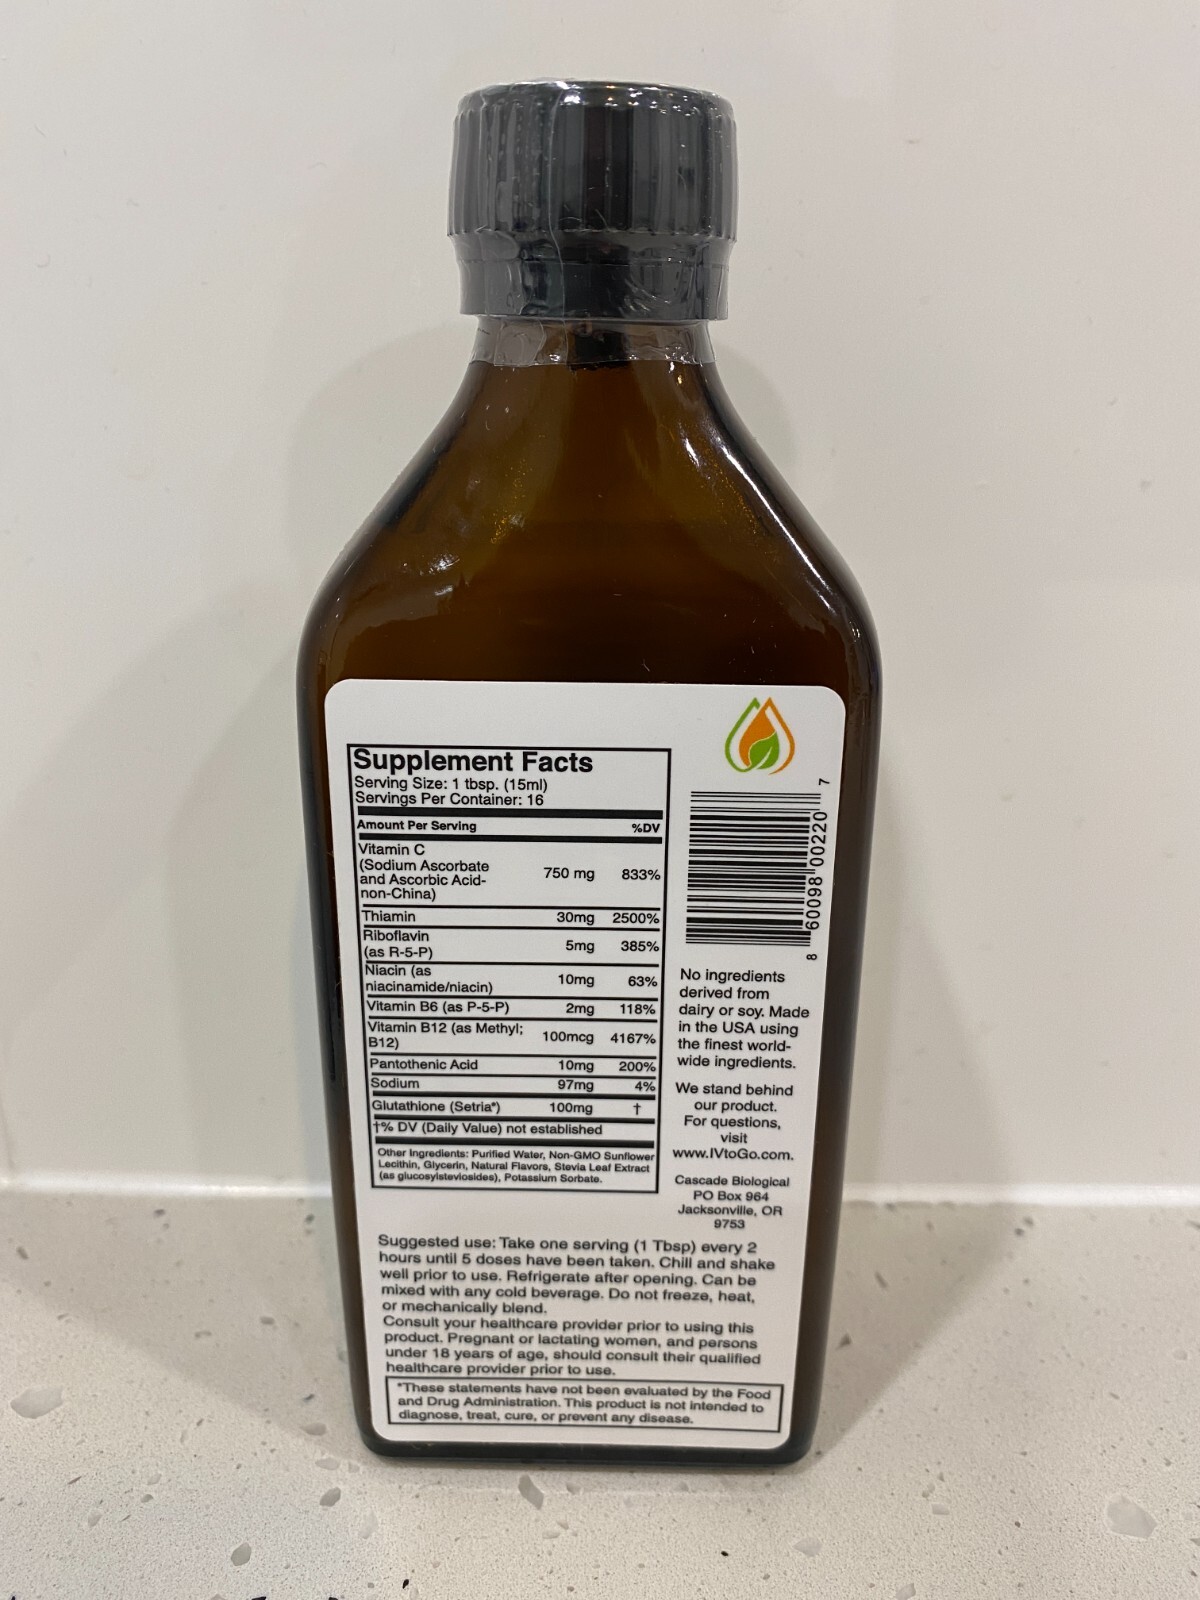 Supplement Facts
Serving Size: 1 tbsp. (15ml)
Servings Per Container: 16
Amount Per Serving %DV
Vitamin C
(Sodium Ascorbate
and Ascorbic Acid-
non-China) 750 mg 833%
Thiamin 30mg 2500%
Riboflavin
(as R-5-P) 5mg 385%
Niacin (as
niacinamide/niacin) 10mg 63%
Vitamin B6 (as P-5-P) 2mg 118%
Vitamin B12 (as Methyl;
B12) 100mcg 4167%
Pantothenic Acid 10mg 200%
Sodium 97mg 4%
Glutathione (Setria*) 100mg †
†% DV (Daily Value) not established
Other Ingredients: Purified Water, Non-GMO Sunflower
Lecithin, Glycerin, Natural Flavors, Stevia Leaf Extract
(as glucosylsteviosides), Potassium Sorbate.
8 60098 00220 7
No ingredients
derived from
dairy or soy. Made
in the USA using
the finest world-
wide ingredients.
We stand behind
our product.
For questions,
visit
www.IVtoGo.com.
Cascade Biological
PO Box 964
Jacksonville, OR
9753
Suggested use: Take one serving (1 Tbsp) every 2
hours until 5 doses have been taken. Chill and shake
well prior to use. Refrigerate after opening. Can be
mixed with any cold beverage. Do not freeze, heat,
or mechanically blend.
Consult your healthcare provider prior to using this
product. Pregnant or lactating women, and persons
under 18 years of age, should consult their qualified
healthcare provider prior to use.
*These statements have not been evaluated by the Food
and Drug Administration. This product is not intended to
diagnose, treat, cure, or prevent any disease.